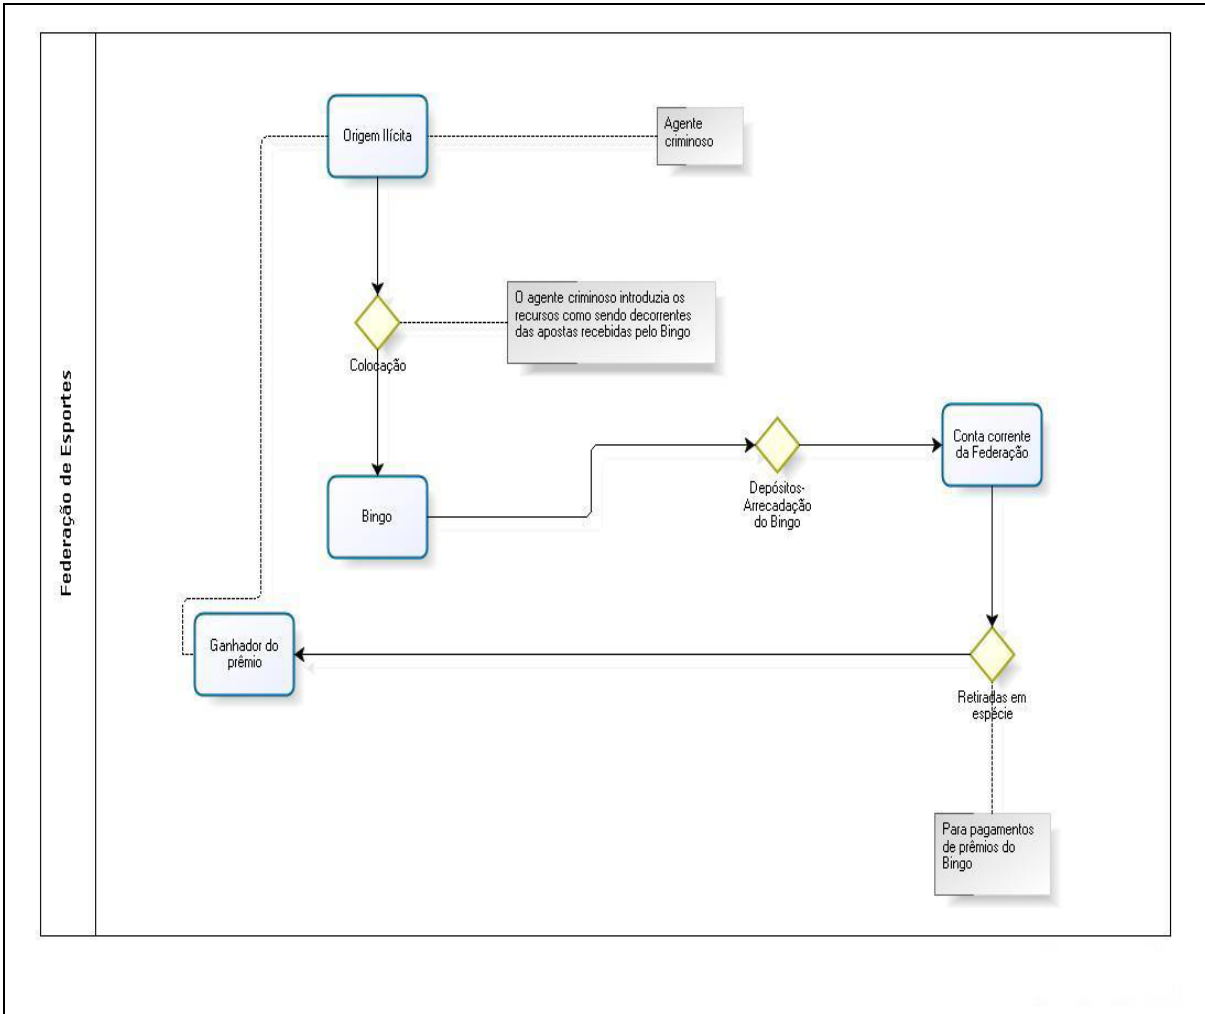 Federação de Esportes
Origem Ilícita
Agente
criminoso
O agente criminoso introduzia os
recursos como sendo decorrentes
das apostas recebidas pelo Bingo
Colocação
Bingo
Depósitos-
Arrecadação
do Bingo
Conta corrente
da Federação
Ganhador do
prêmio
Retiradas em
espécie
Para pagamentos
de prêmios do
Bingo